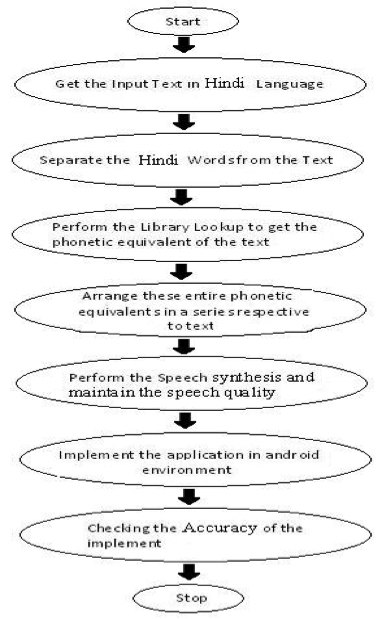 Start
Get the Input Text in Hindi Language
Separate the Hindi Wordsfrom the Text
Perform the Library Lookup to get the
phonetic equivalent of the text
Arrange these entire phonetic
equivalents in a series respective
to text
Perform the Speech synthesis and
maintain the speech quality
Implement the application in android
environment
Checking the Accuracy of the
implement
Stop